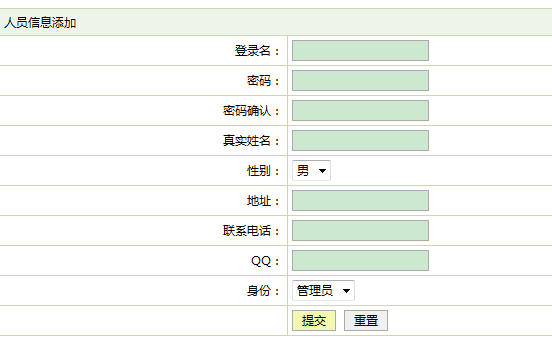 人员信息添加
登录名：
密码：
密码确认：
真实姓名：
性别： 男
地址：
联系电话：
QQ：
身份： 管理员
提交 重置